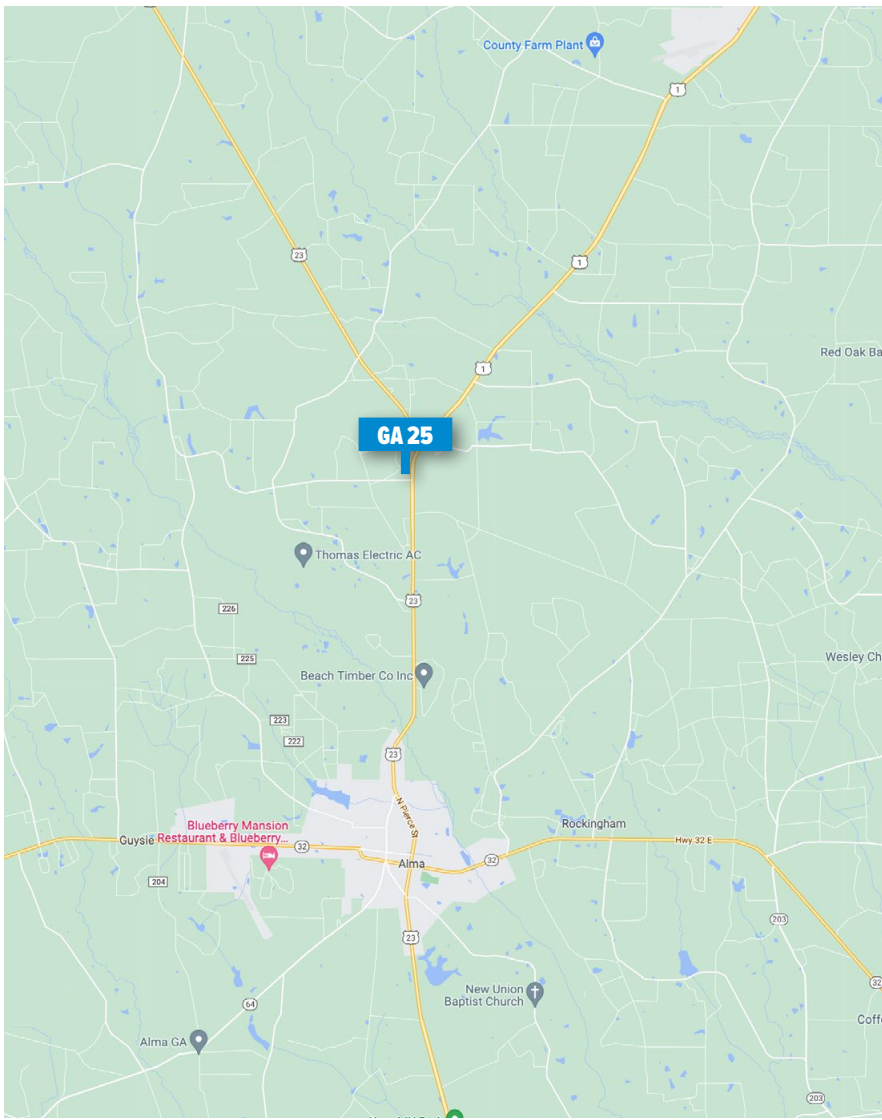 County Farm Plant
1
23
1
Red Oak Ba
1
GA 25
Thomas Electric AC
23
226
225
Wesley Ch
Beach Timber Co Inc
223
222
23
N Pierce St
Blueberry Mansion
Restaurant & Blueberry...
Guysie
32
Rockingham
Hwy 32 E
Alma
32
204
203
23
32
New Union
Baptist Church
64
Coffe
Alma GA
203